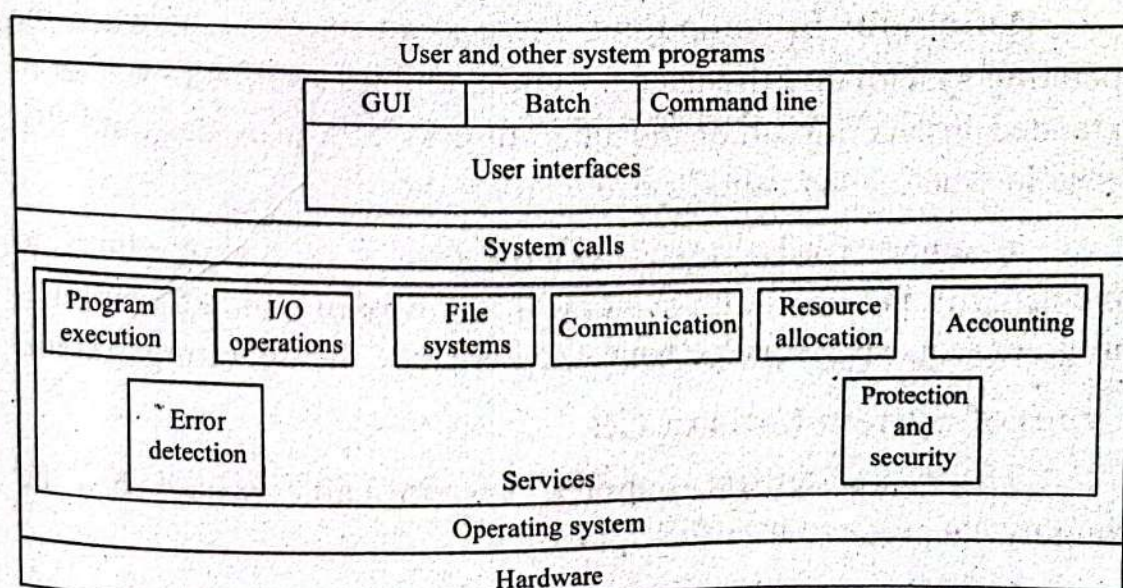 User and other system programs
GUI Batch Command line
User interfaces
System calls
Program
execution
I/O
operations
File
systems
Communication
Resource
allocation
Accounting
Error
detection
Protection
and
security
Services
Operating system
Hardware